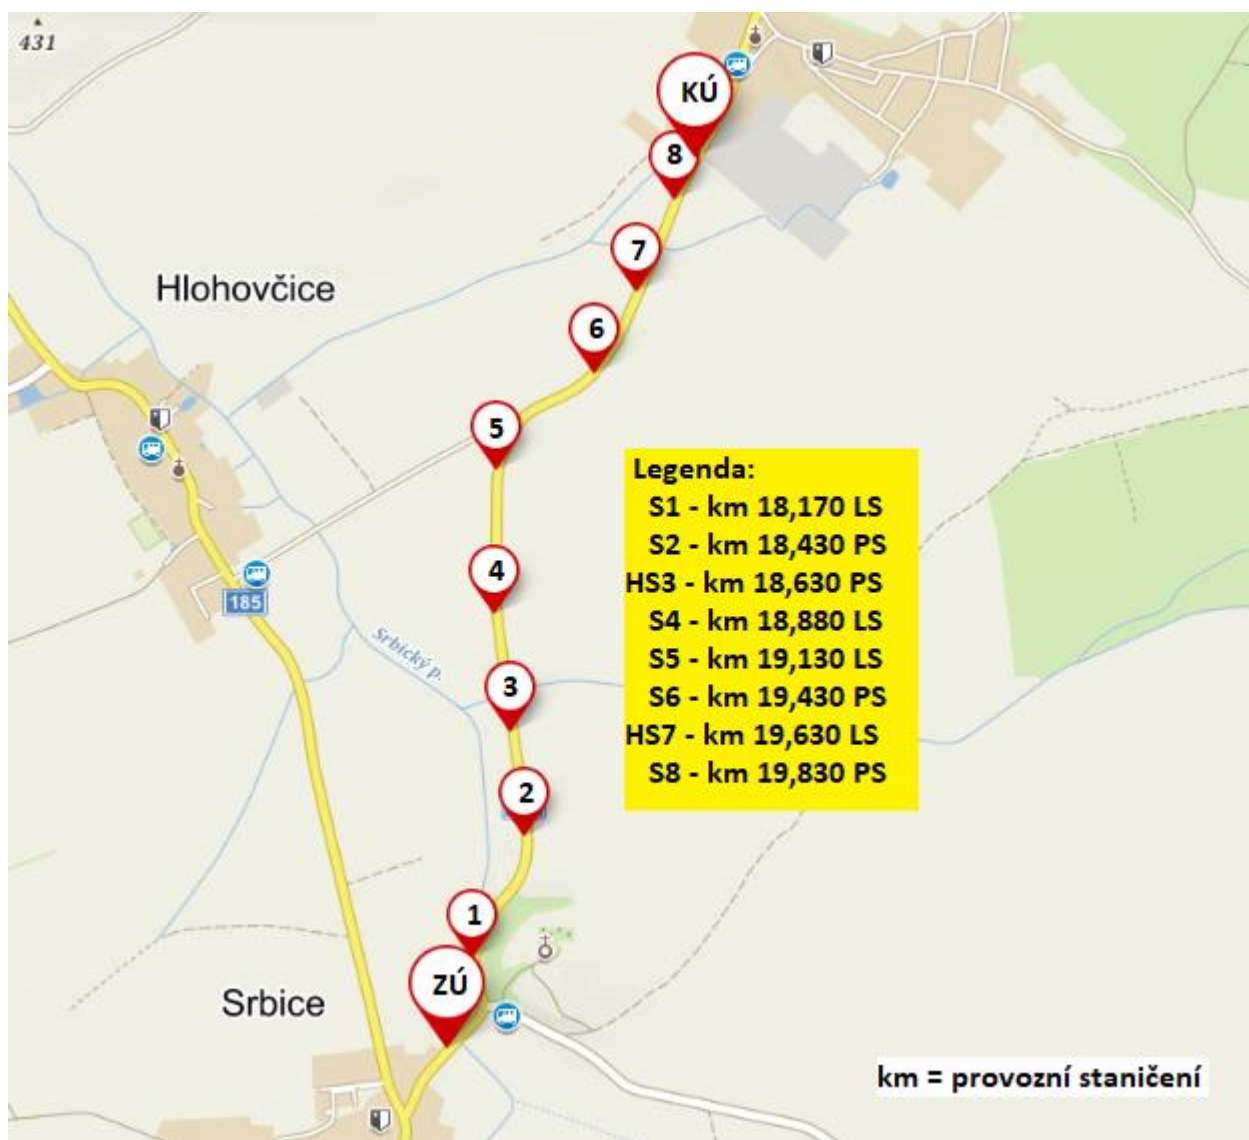 431
KÚ
8
7
Hlohovčice
6
5
Legenda:
S1 - km 18,170 LS
S2 - km 18,430 PS
HS3 - km 18,630 PS
S4 - km 18,880 LS
S5 - km 19,130 LS
S6 - km 19,430 PS
HS7 - km 19,630 LS
S8 - km 19,830 PS
4
185
Srbický p.
3
2
1
ZÚ
Srbice
km = provozní staničení